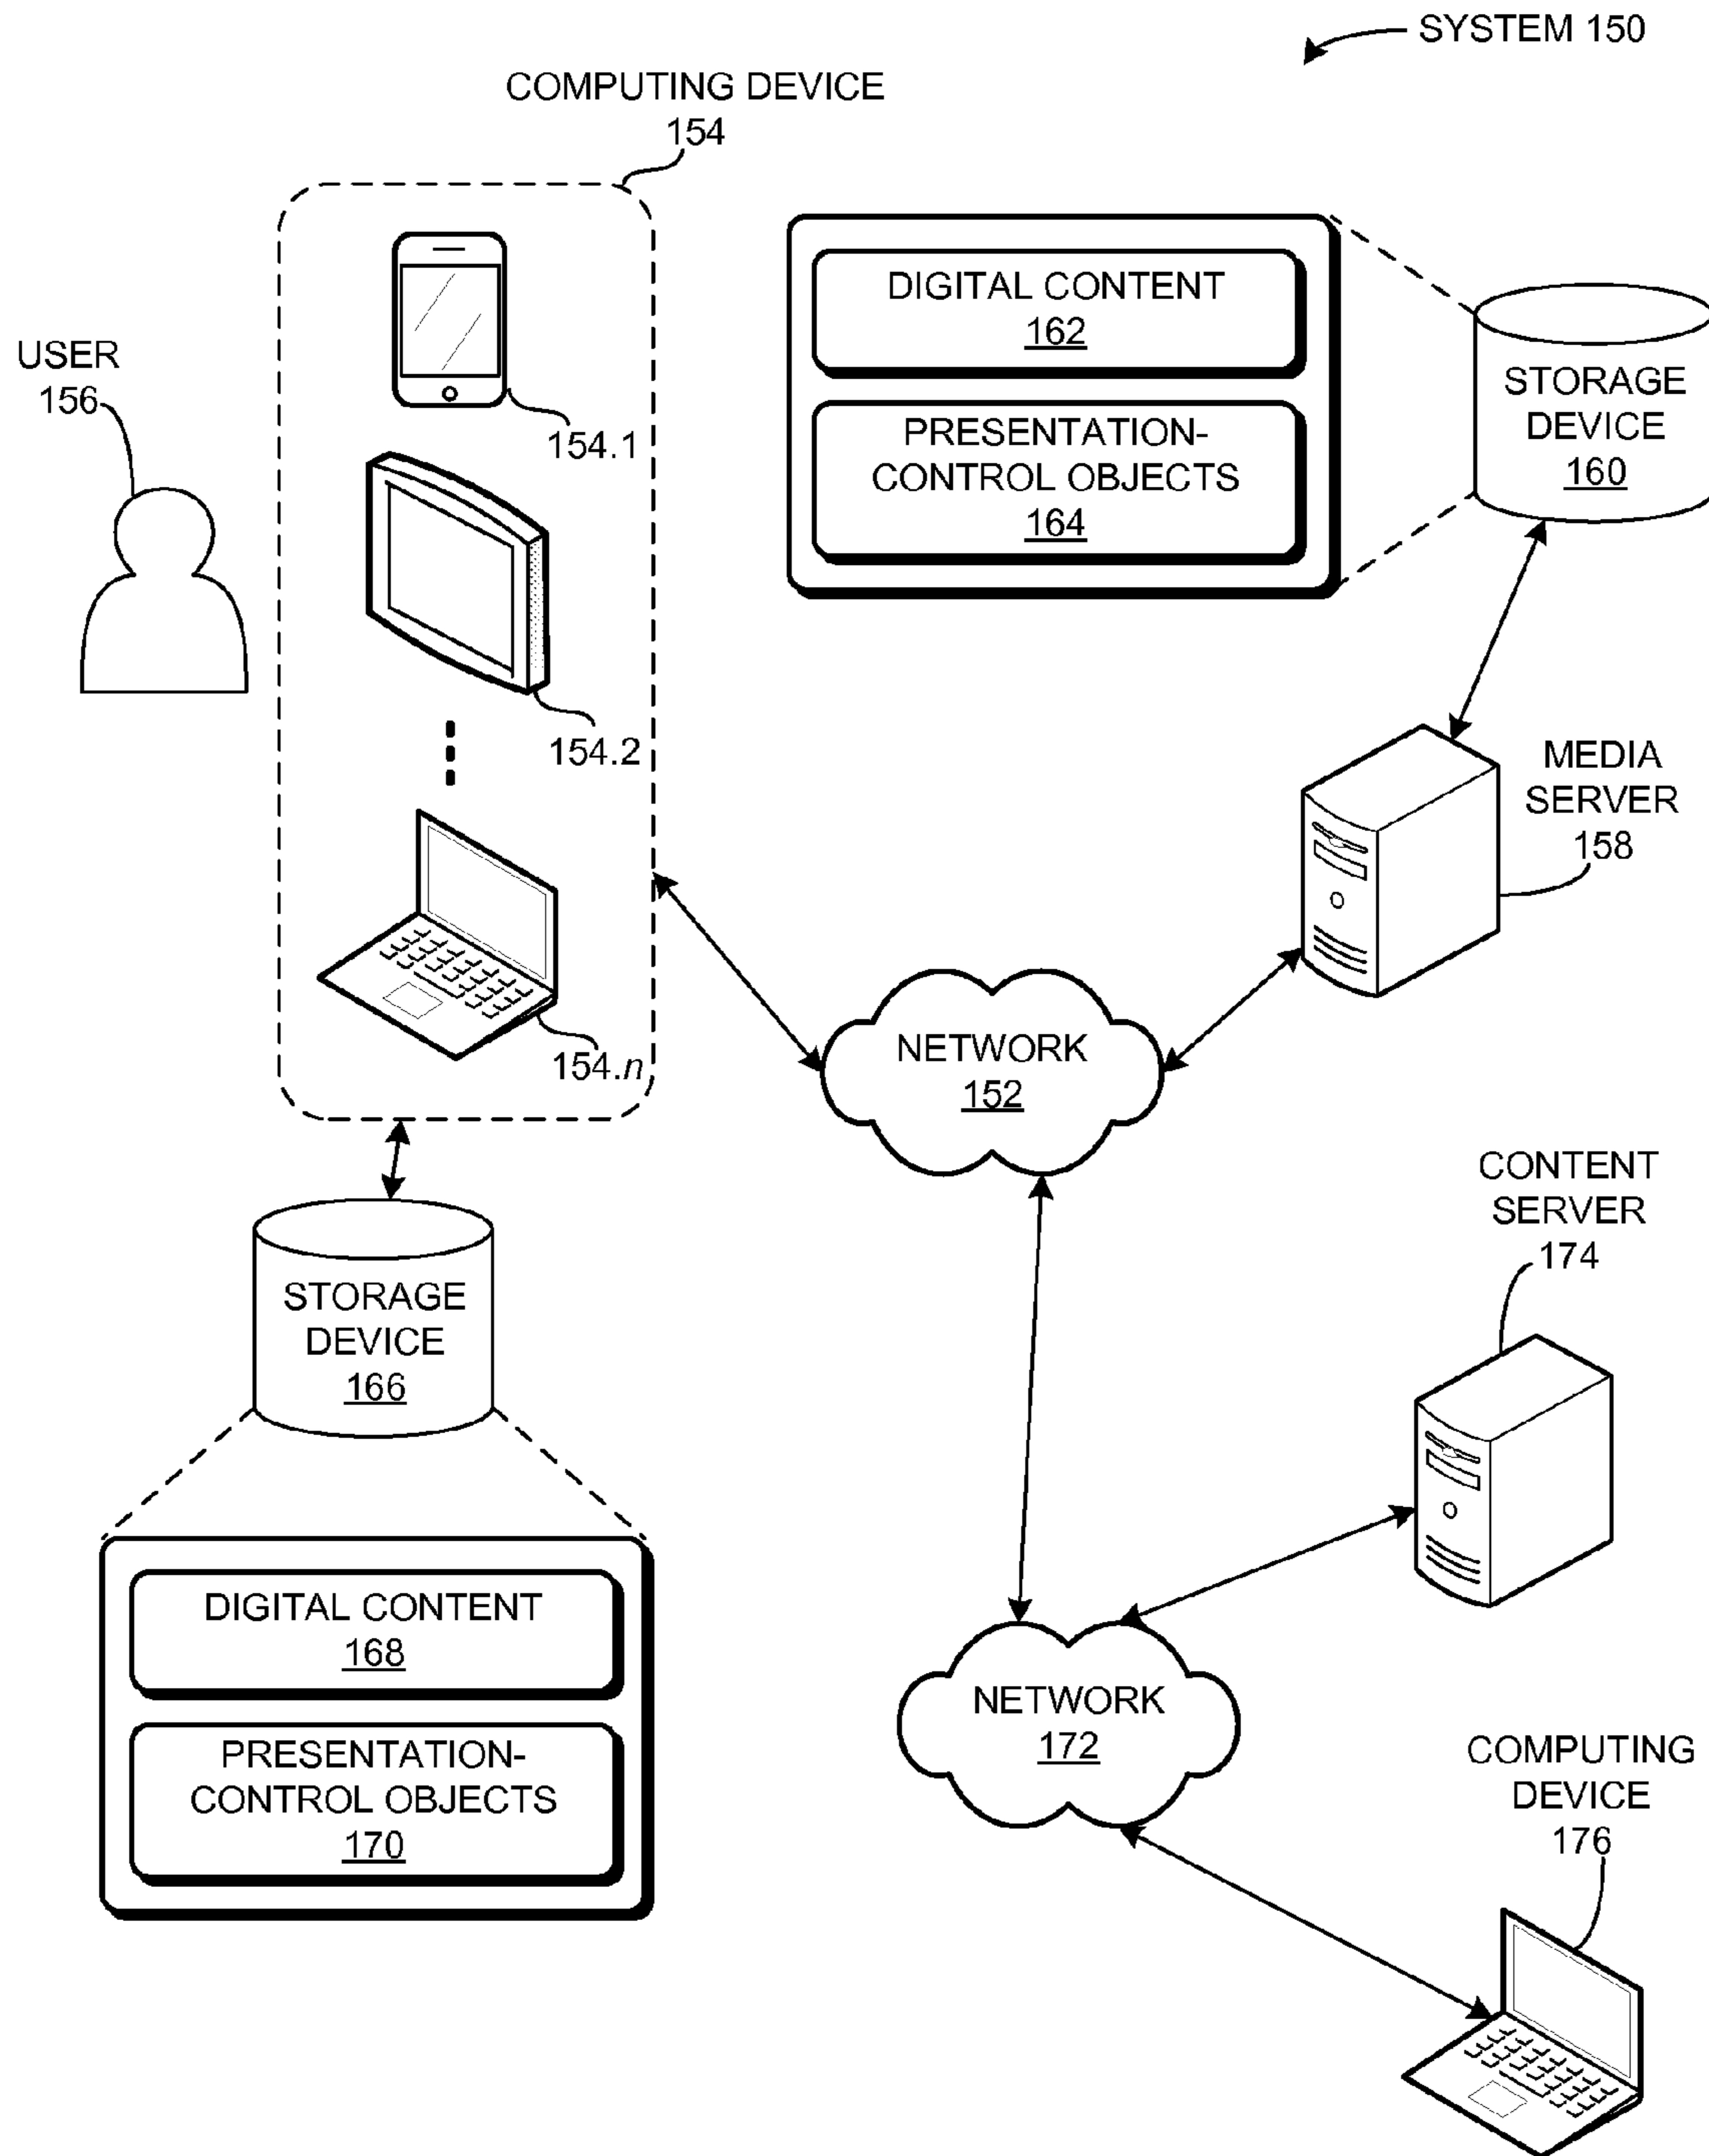 SYSTEM 150
COMPUTING DEVICE
154
USER
156
154.1
154.2
154.n
DIGITAL CONTENT
162
PRESENTATION-
CONTROL OBJECTS
164
STORAGE
DEVICE
160
MEDIA
SERVER
158
NETWORK
152
STORAGE
DEVICE
166
DIGITAL CONTENT
168
PRESENTATION-
CONTROL OBJECTS
170
CONTENT
SERVER
174
NETWORK
172
COMPUTING
DEVICE
176